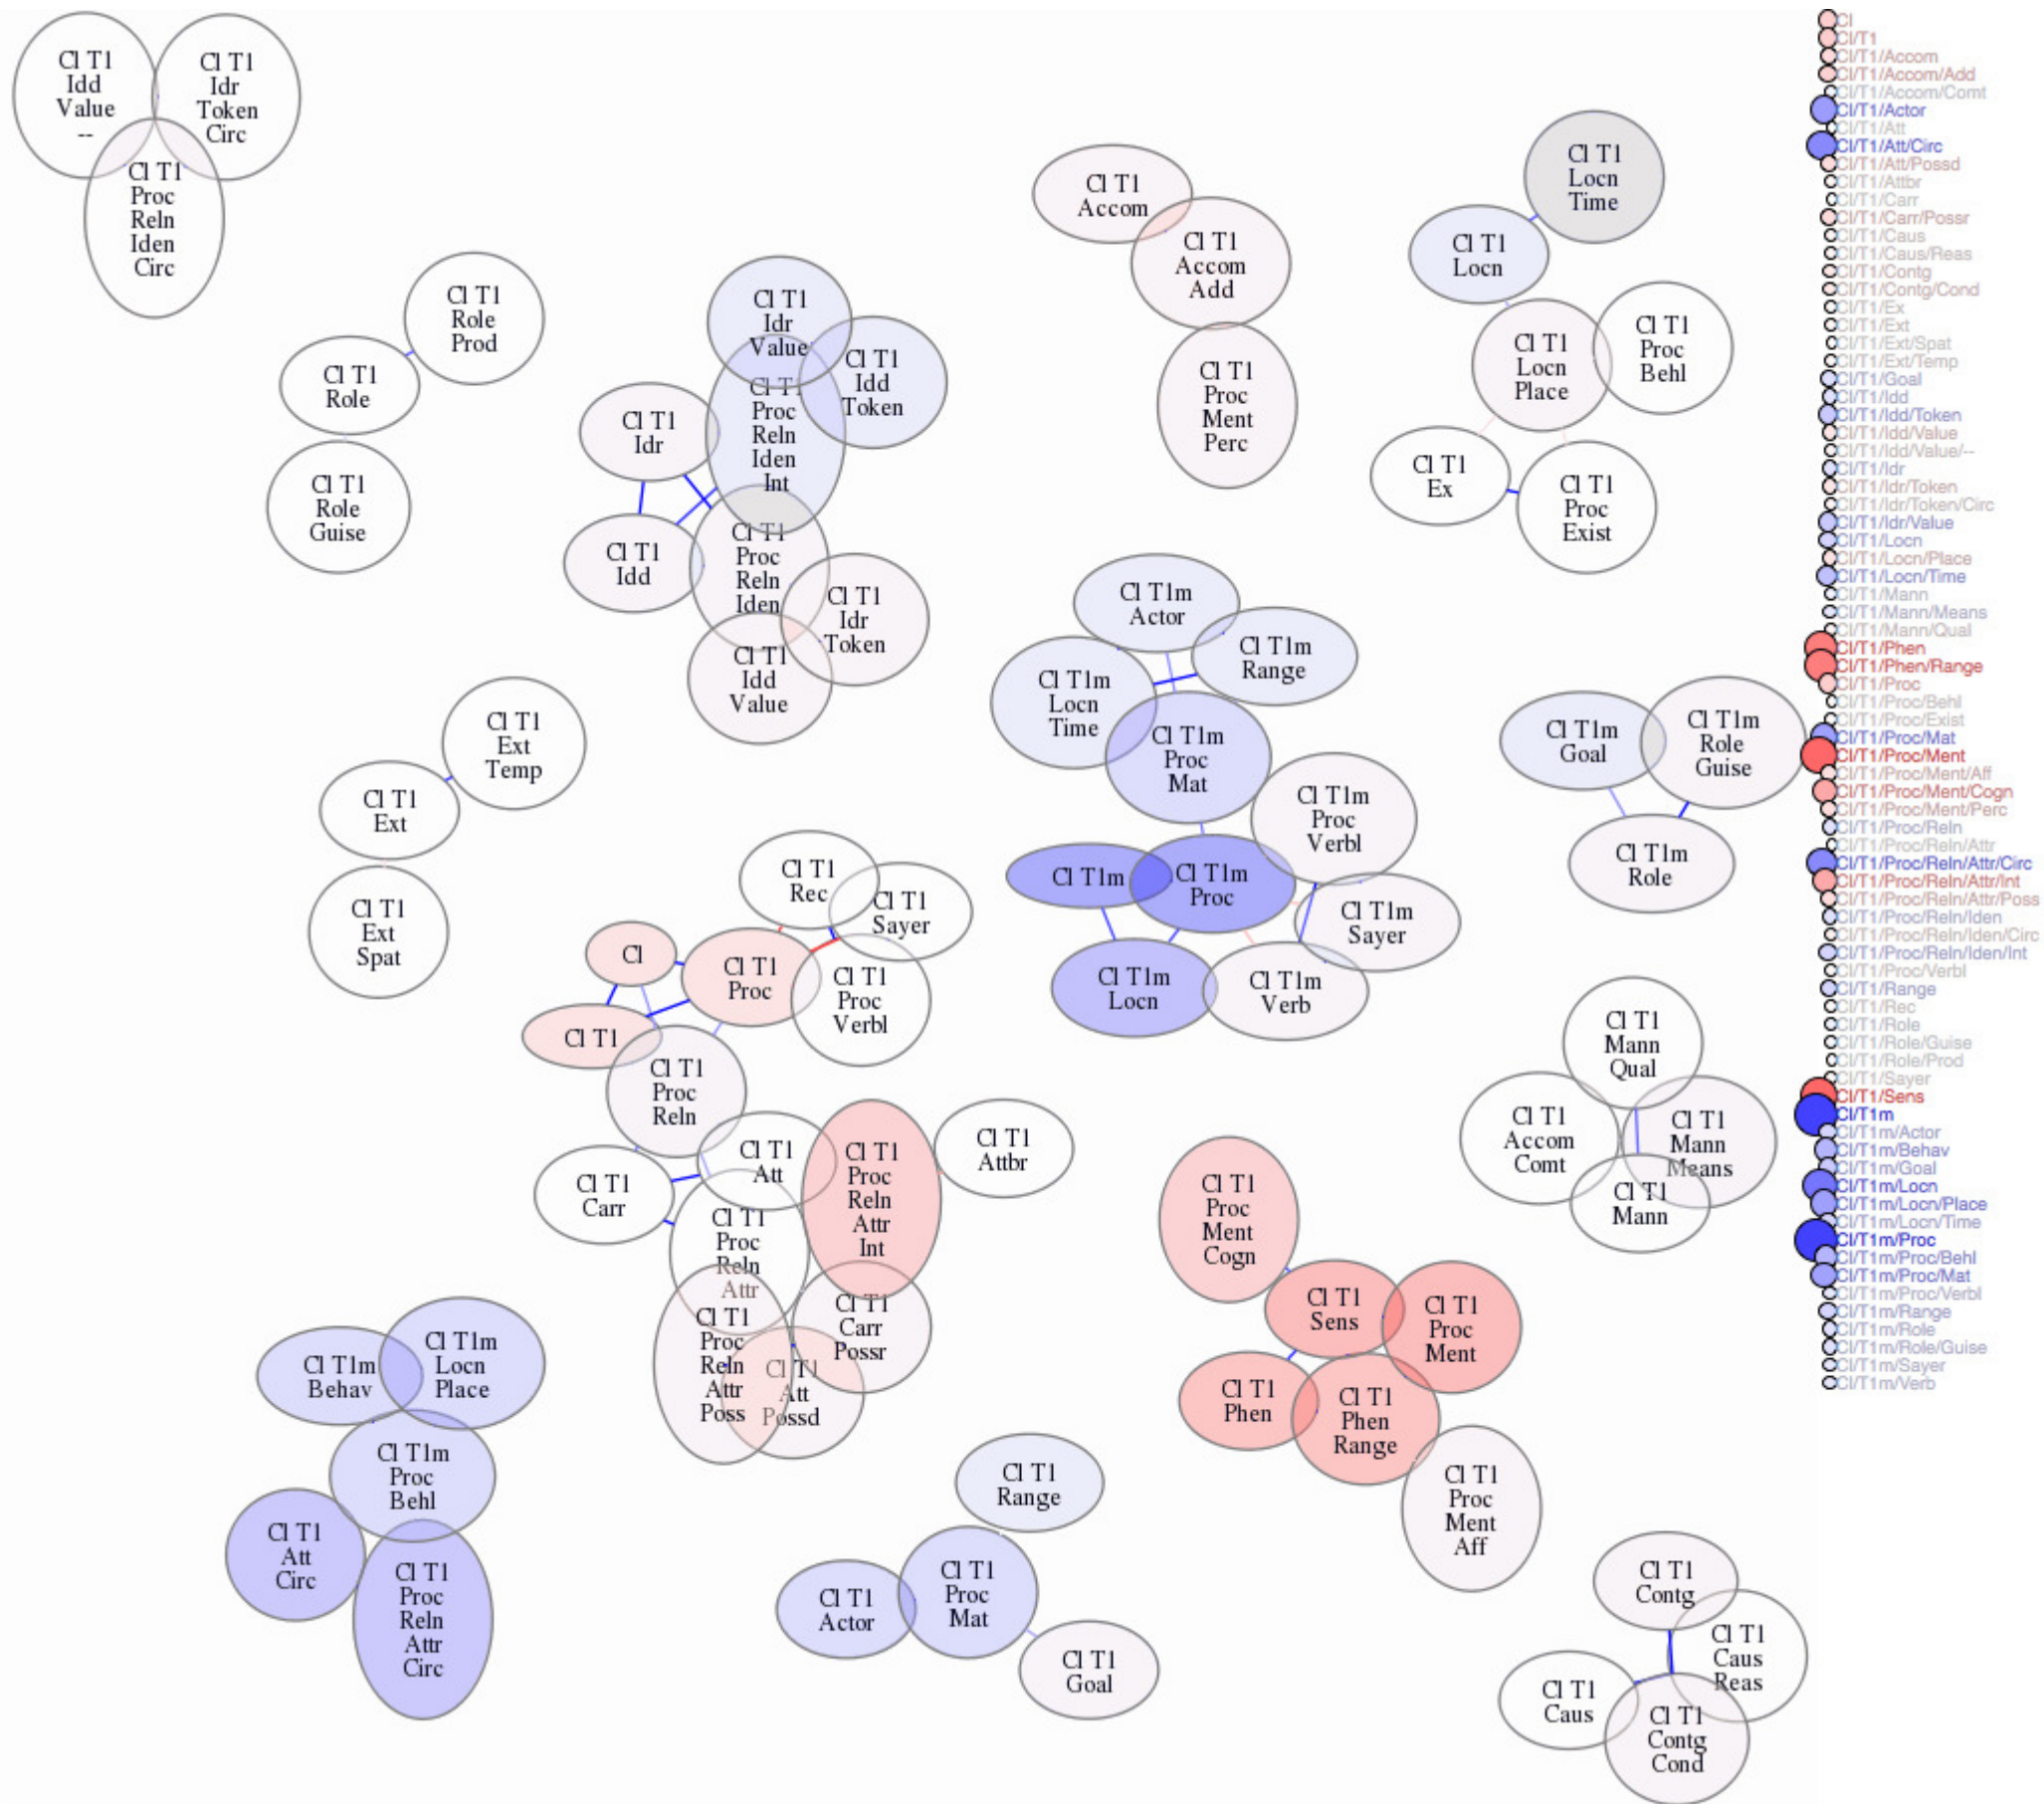 Cl T1
Idd
Value
--
Cl T1
Idr
Token
Circ
Cl T1
Proc
Reln
Iden
Circ
Cl T1
Role
Prod
Cl T1
Role
Cl T1
Role
Guise
Cl T1
Idr
Value
Cl T1
Idd
Token
Cl T1
Proc
Reln
Iden
Int
Cl T1
Idr
Cl T1
Idd
Cl T1
Proc
Reln
Iden
Cl T1
Idr
Token
Cl T1
Idd
Value
Cl T1
Accom
Cl T1
Accom
Add
Cl T1
Proc
Ment
Perc
Cl T1
Locn
Time
Cl T1
Locn
Cl T1
Locn
Place
Cl T1
Proc
Behl
Cl T1
Ex
Cl T1
Proc
Exist
Cl T1m
Actor
Cl T1m
Range
Cl T1m
Locn
Time
Cl T1m
Proc
Mat
Cl T1m
Proc
Verbl
Cl T1m
Cl T1m
Proc
Cl T1m
Sayer
Cl T1m
Locn
Cl T1m
Verb
Cl T1m
Goal
Cl T1m
Role
Guise
Cl T1m
Role
Cl T1
Ext
Temp
Cl T1
Ext
Cl T1
Ext
Spat
Cl T1
Rec
Cl T1
Sayer
Cl
Cl T1
Proc
Cl T1
Proc
Verbl
Cl T1
Cl T1
Proc
Reln
Cl T1
Att
Cl T1
Carr
Cl T1
Proc
Reln
Attr
Int
Cl T1
Attbr
Cl T1
Proc
Reln
Attr
Cl T1
Proc
Reln
Attr
Poss
Cl T1
Carr
Possr
Cl T1
Att
Possd
Cl T1
Mann
Qual
Cl T1
Accom
Comt
Cl T1
Mann
Means
Cl T1
Mann
Cl T1
Proc
Ment
Cogn
Cl T1
Sens
Cl T1
Proc
Ment
Cl T1
Phen
Cl T1
Phen
Range
Cl T1
Proc
Ment
Aff
Cl T1m
Behav
Cl T1m
Locn
Place
Cl T1m
Proc
Behl
Cl T1
Att
Circ
Cl T1
Proc
Reln
Attr
Circ
Cl T1
Range
Cl T1
Proc
Mat
Cl T1
Actor
Cl T1
Goal
Cl T1
Contg
Cl T1
Caus
Reas
Cl T1
Caus
Cl T1
Contg
Cond
Cl
Cl/T1
Cl/T1/Accom
Cl/T1/Accom/Add
Cl/T1/Accom/Comt
Cl/T1/Actor
Cl/T1/Att
Cl/T1/Att/Circ
Cl/T1/Att/Possd
Cl/T1/Attbr
Cl/T1/Carr
Cl/T1/Carr/Possr
Cl/T1/Caus
Cl/T1/Caus/Reas
Cl/T1/Contg
Cl/T1/Contg/Cond
Cl/T1/Ex
Cl/T1/Ext
Cl/T1/Ext/Spat
Cl/T1/Ext/Temp
Cl/T1/Goal
Cl/T1/Idd
Cl/T1/Idd/Token
Cl/T1/Idd/Value
Cl/T1/Idd/Value/--
Cl/T1/Idr
Cl/T1/Idr/Token
Cl/T1/Idr/Token/Circ
Cl/T1/Idr/Value
Cl/T1/Locn
Cl/T1/Locn/Place
Cl/T1/Locn/Time
Cl/T1/Mann
Cl/T1/Mann/Means
Cl/T1/Mann/Qual
Cl/T1/Phen
Cl/T1/Phen/Range
Cl/T1/Proc
Cl/T1/Proc/Behl
Cl/T1/Proc/Exist
Cl/T1/Proc/Mat
Cl/T1/Proc/Ment
Cl/T1/Proc/Ment/Aff
Cl/T1/Proc/Ment/Cogn
Cl/T1/Proc/Ment/Perc
Cl/T1/Proc/Reln
Cl/T1/Proc/Reln/Attr
Cl/T1/Proc/Reln/Attr/Circ
Cl/T1/Proc/Reln/Attr/Int
Cl/T1/Proc/Reln/Attr/Poss
Cl/T1/Proc/Reln/Iden
Cl/T1/Proc/Reln/Iden/Circ
Cl/T1/Proc/Reln/Iden/Int
Cl/T1/Proc/Verbl
Cl/T1/Range
Cl/T1/Rec
Cl/T1/Role
Cl/T1/Role/Guise
Cl/T1/Role/Prod
Cl/T1/Sayer
Cl/T1/Sens
Cl/T1m
Cl/T1m/Actor
Cl/T1m/Behav
Cl/T1m/Goal
Cl/T1m/Locn
Cl/T1m/Locn/Place
Cl/T1m/Locn/Time
Cl/T1m/Proc
Cl/T1m/Proc/Behl
Cl/T1m/Proc/Mat
Cl/T1m/Proc/Verbl
Cl/T1m/Range
Cl/T1m/Role
Cl/T1m/Role/Guise
Cl/T1m/Sayer
Cl/T1m/Verb